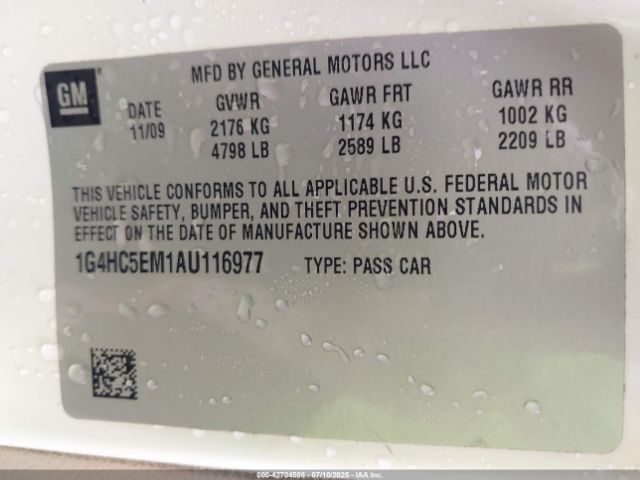 GM
MFD BY GENERAL MOTORS LLC
DATE GVWR GAWR FRT GAWR RR
11/09 2176 KG 1174 KG 1002 KG
4798 LB 2589 LB 2209 LB
THIS VEHICLE CONFORMS TO ALL APPLICABLE U.S. FEDERAL MOTOR
VEHICLE SAFETY, BUMPER, AND THEFT PREVENTION STANDARDS IN
EFFECT ON THE DATE OF MANUFACTURE SHOWN ABOVE.
1G4HC5EM1AU116977 TYPE: PASS CAR
000-42704508 - 07/10/2025 - IAA Inc.